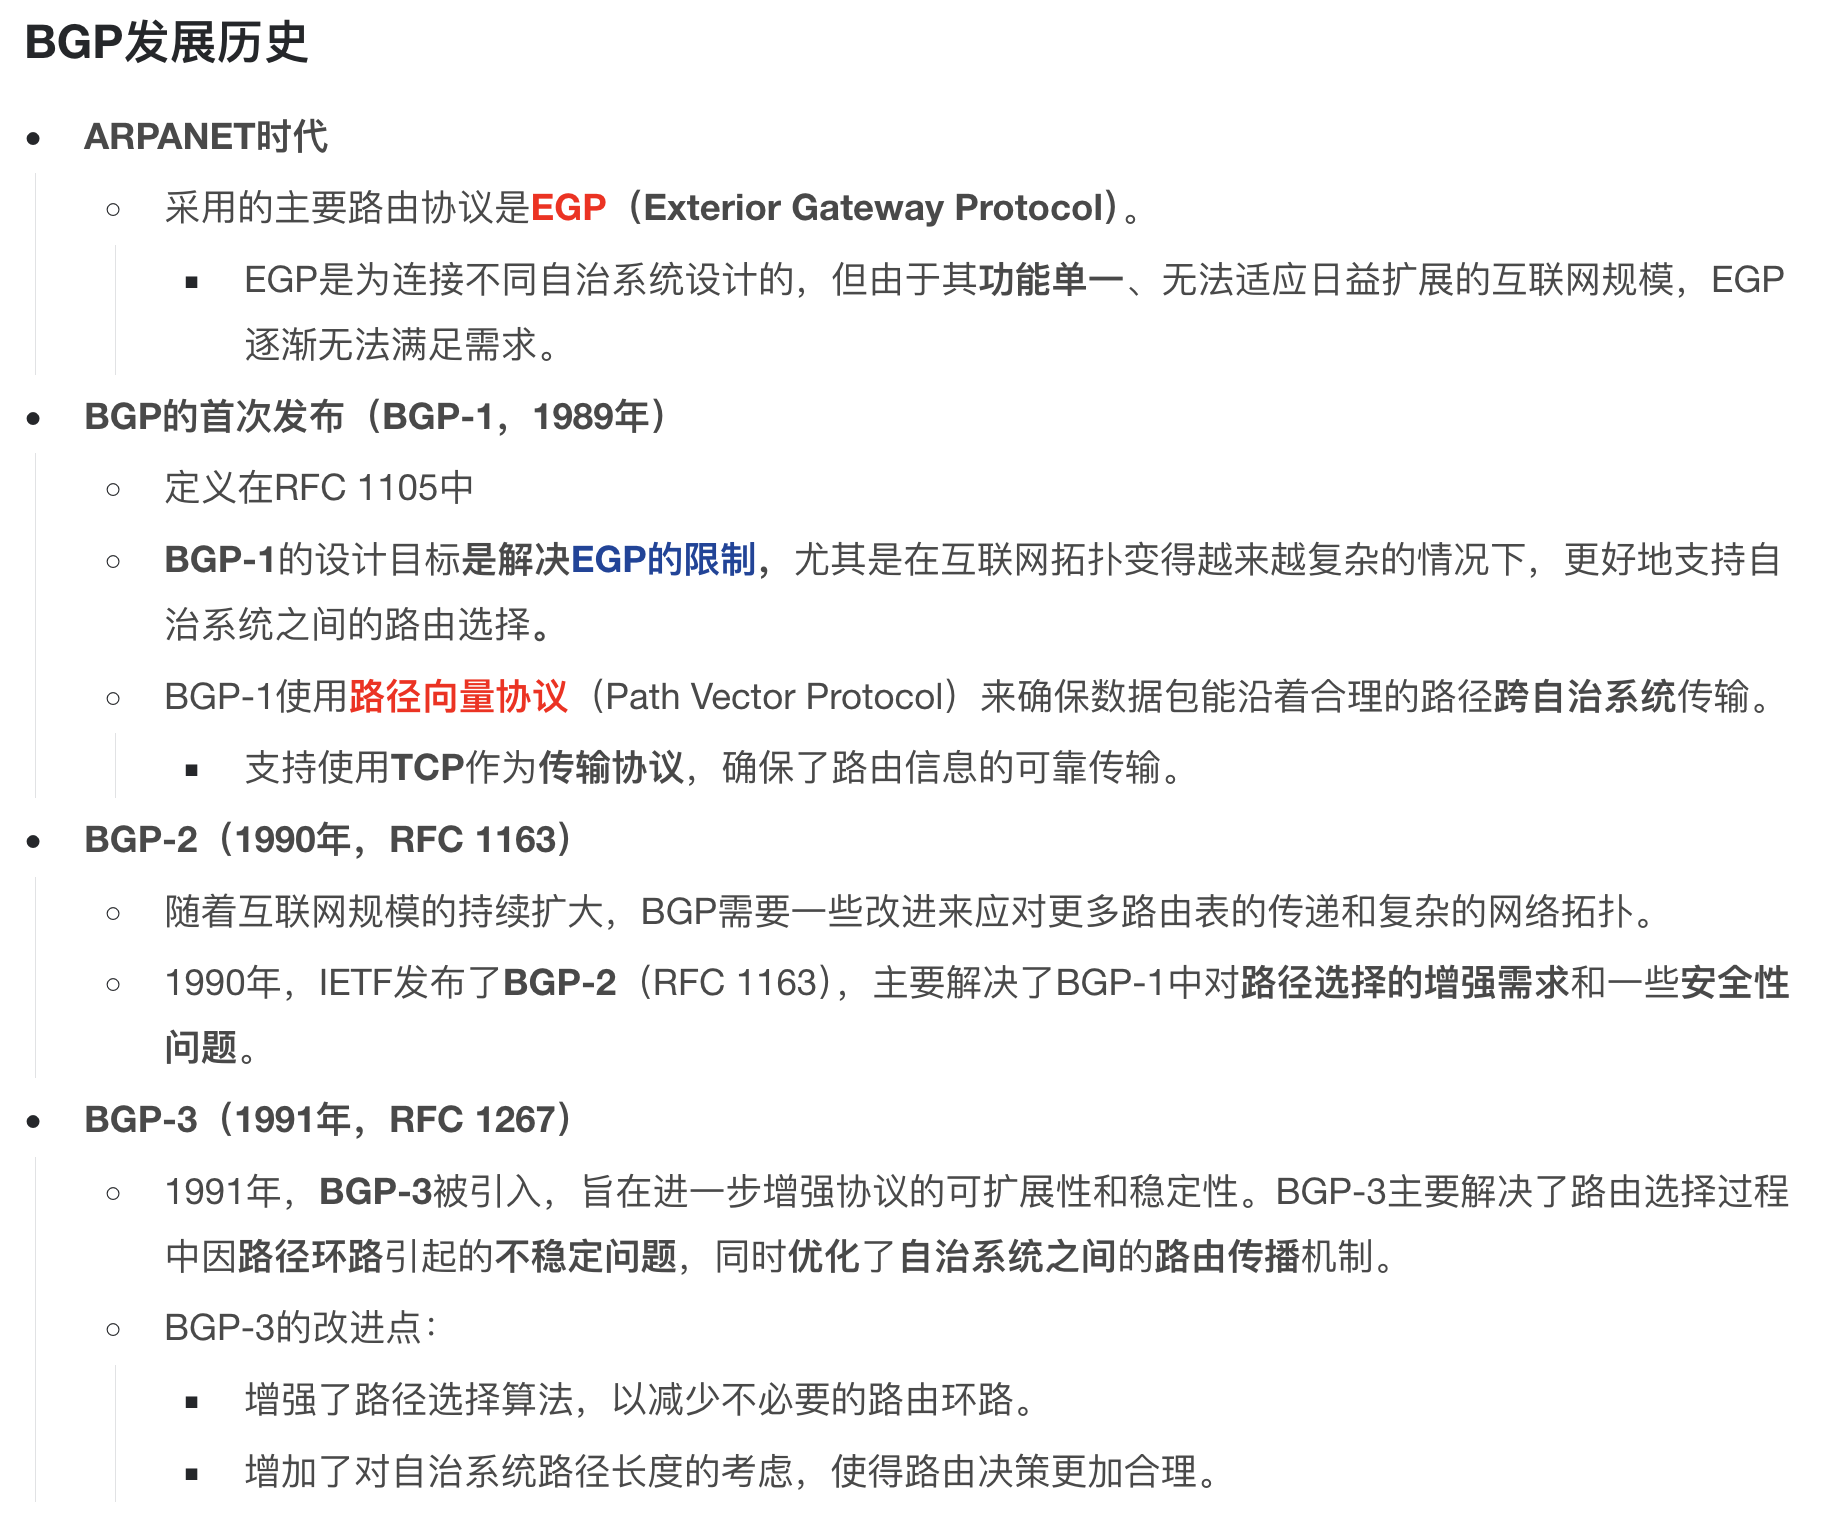 BGP发展历史
ARPANET时代
采用的主要路由协议是EGP（Exterior Gateway Protocol）。
EGP是为连接不同自治系统设计的，但由于其功能单一、无法适应日益扩展的互联网规模，EGP
逐渐无法满足需求。
BGP的首次发布（BGP-1，1989年）
定义在RFC 1105中
BGP-1的设计目标是解决EGP的限制，尤其是在互联网拓扑变得越来越复杂的情况下，更好地支持自
治系统之间的路由选择。
BGP-1使用路径向量协议（Path Vector Protocol）来确保数据包能沿着合理的路径跨自治系统传输。
支持使用TCP作为传输协议，确保了路由信息的可靠传输。
BGP-2（1990年，RFC 1163）
随着互联网规模的持续扩大，BGP需要一些改进来应对更多路由表的传递和复杂的网络拓扑。
1990年，IETF发布了BGP-2（RFC 1163），主要解决了BGP-1中对路径选择的增强需求和一些安全性
问题。
BGP-3（1991年，RFC 1267）
1991年，BGP-3被引入，旨在进一步增强协议的可扩展性和稳定性。BGP-3主要解决了路由选择过程
中因路径环路引起的不稳定问题，同时优化了自治系统之间的路由传播机制。
BGP-3的改进点：
增强了路径选择算法，以减少不必要的路由环路。
增加了对自治系统路径长度的考虑，使得路由决策更加合理。